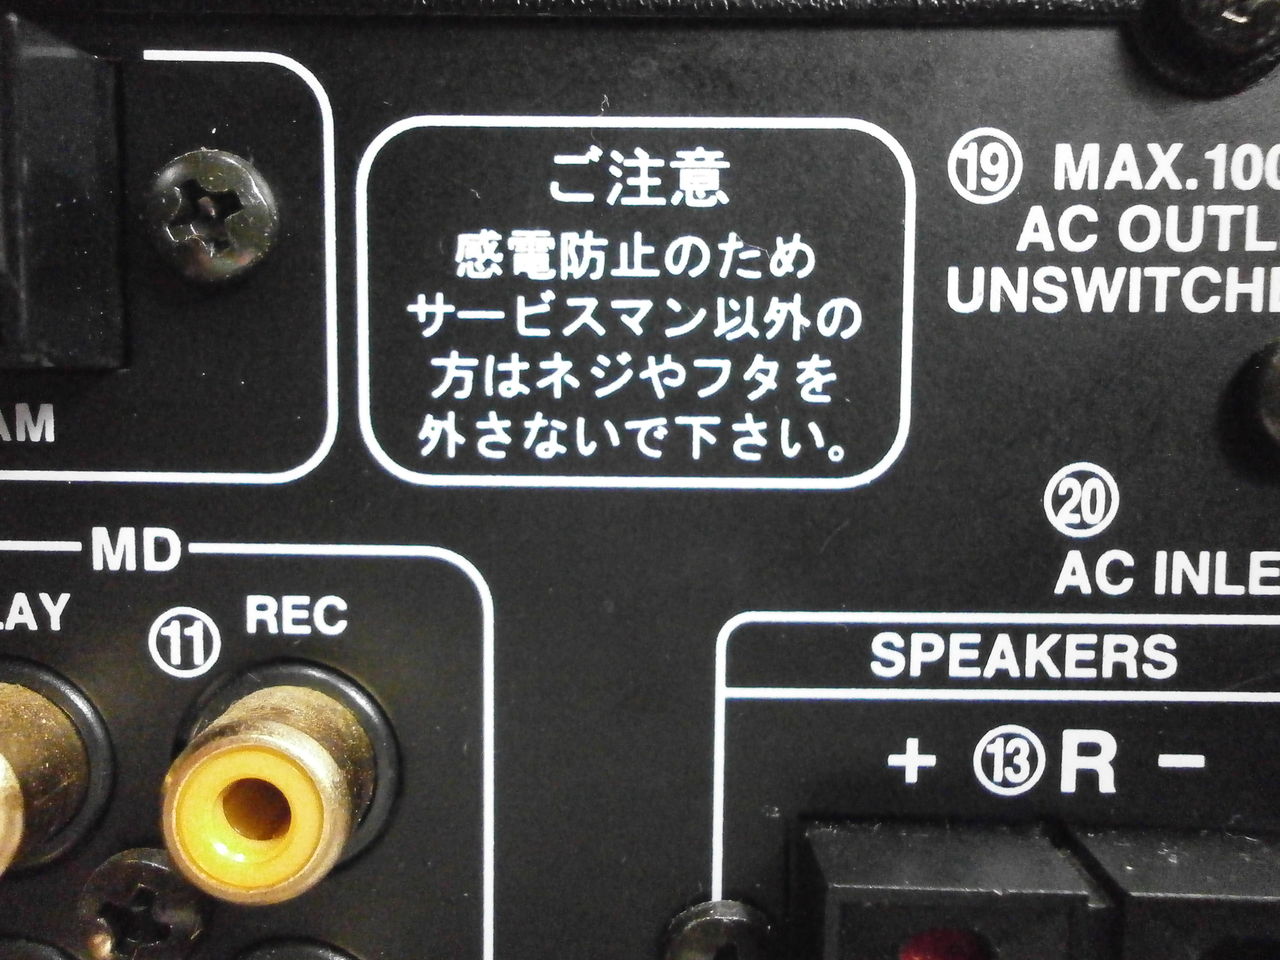 ご注意
感電防止のため
サービスマン以外の
方はネジやフタを
外さないで下さい。
⑲ MAX.100
AC OUTL
UNSWITCHE
AM
⑳
AC INLE
MD
LAY ⑪ REC
SPEAKERS
+ ⑬ R −